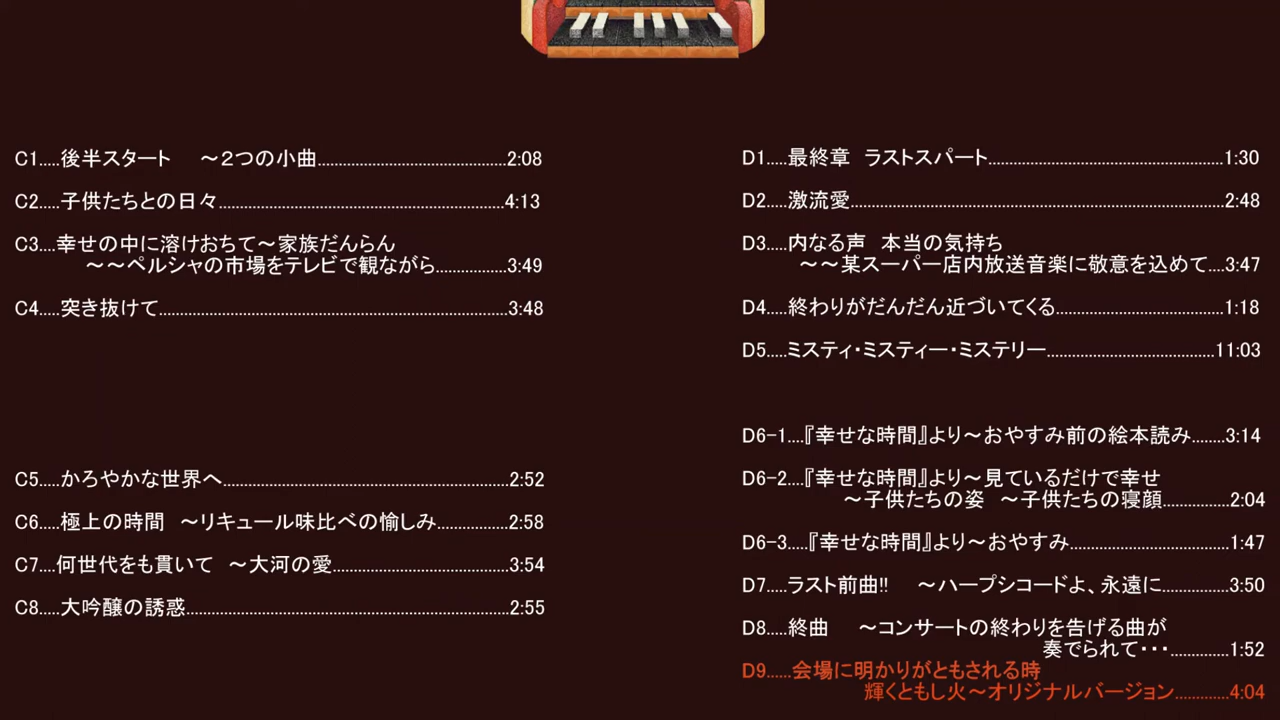 C1.....後半スタート　～２つの小曲.......................................2:08
C2.....子供たちとの日々...........................................................4:13
C3....幸せの中に溶けおちて～家族だんらん
～～ペルシャの市場をテレビで観ながら...............3:49
C4.....突き抜けて........................................................................3:48
C5.....かろやかな世界へ...........................................................2:52
C6.....極上の時間　～リキュール味比べの愉しみ...............2:58
C7....何世代をも貫いて　～大河の愛....................................3:54
C8.....大吟醸の誘惑...................................................................2:55
D1.....最終章　ラストスパート.................................................1:30
D2.....激流愛..............................................................................2:48
D3.....内なる声　本当の気持ち
～～某スーパー店内放送音楽に敬意を込めて....3:47
D4.....終わりがだんだん近づいてくる...................................1:18
D5.....ミスティ・ミスティー・ミステリー...................................11:03
D6-1....『幸せな時間』より～おやすみ前の絵本読み.......3:14
D6-2....『幸せな時間』より～見ているだけで幸せ
～子供たちの姿　～子供たちの寝顔..............2:04
D6-3.....『幸せな時間』より～おやすみ.................................1:47
D7.....ラスト前曲!!　～ハープシコードよ、永遠に..............3:50
D8.....終曲　～コンサートの終わりを告げる曲が
奏でられて・・・............1:52
D9......会場に明かりがともされる時
輝くともし火～オリジナルバージョン...........4:04